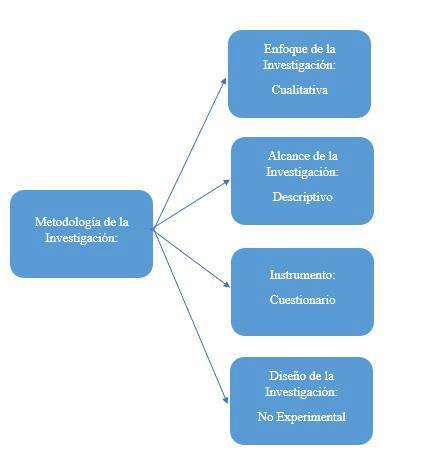 Enfoque de la
Investigación:
Cualitativa
Alcance de la
Investigación:
Descriptivo
Metodología de la
Investigación:
Instrumento:
Cuestionario
Diseño de la
Investigación:
No Experimental